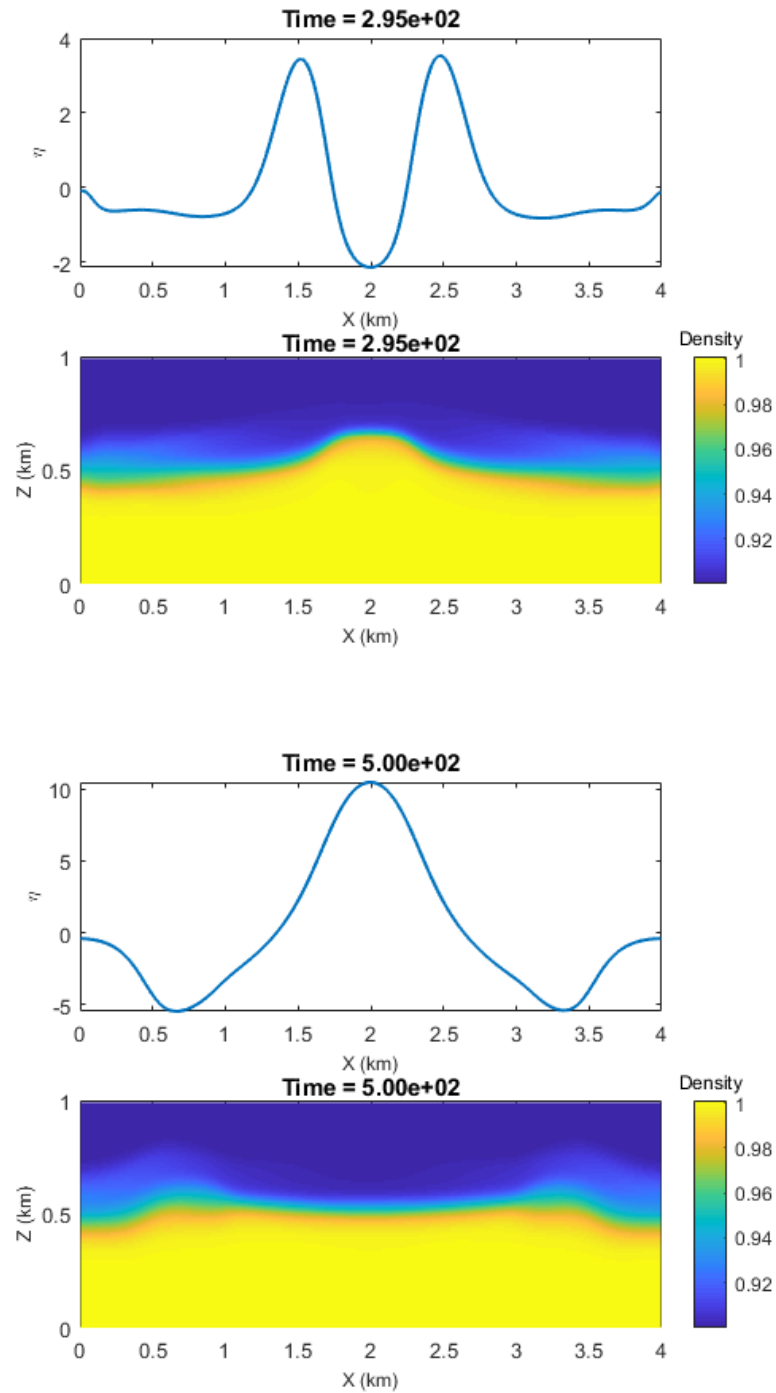 Time = 2.95e+02
4
2
0
-2
η
0 0.5 1 1.5 2 2.5 3 3.5 4
X (km)
Time = 2.95e+02
Density
1
0.5
0
Z (km)
1
0.98
0.96
0.94
0.92
0 0.5 1 1.5 2 2.5 3 3.5 4
X (km)
Time = 5.00e+02
10
5
0
-5
η
0 0.5 1 1.5 2 2.5 3 3.5 4
X (km)
Time = 5.00e+02
Density
1
0.5
0
Z (km)
1
0.98
0.96
0.94
0.92
0 0.5 1 1.5 2 2.5 3 3.5 4
X (km)